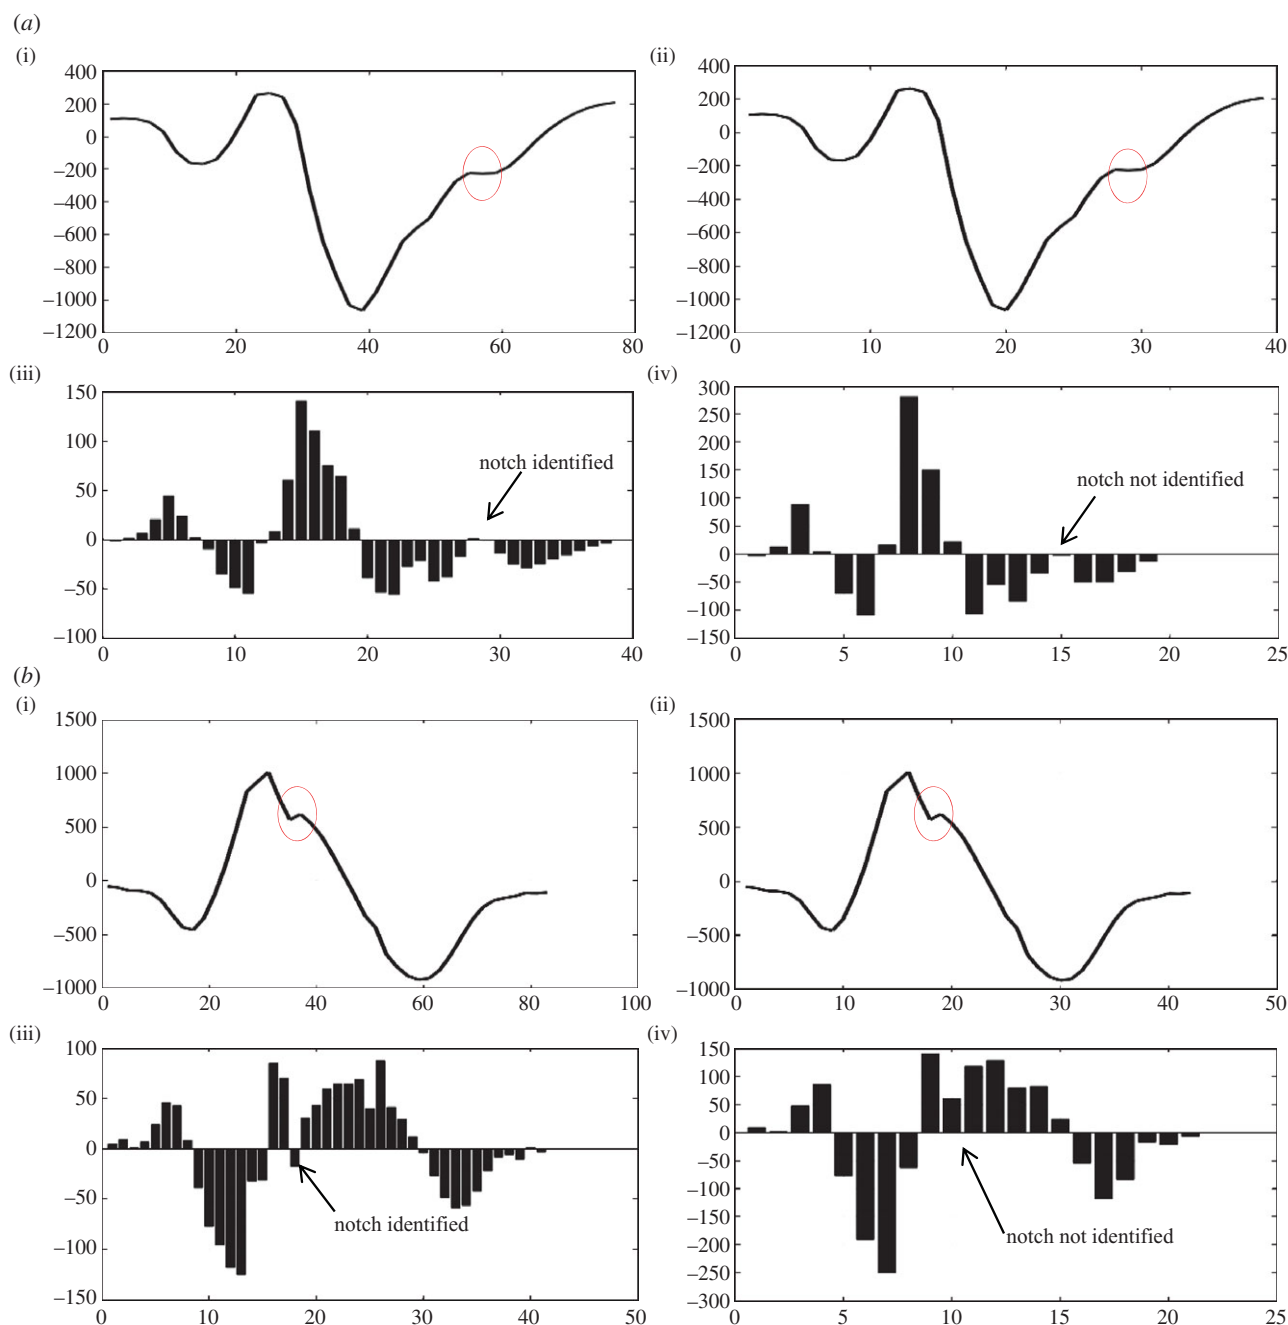 (a)
(i) (ii)
400 400
200 200
0 0
–200 –200
–400 –400
–600 –600
–800 –800
–1000 –1000
–1200 –1200
0 20 40 60 80 0 10 20 30 40
(iii) (iv)
150 300
250
100 200
150
notch identified notch not identified
50 100
50
0 0
–50 –50
–100
–100 –150
0 10 20 30 40 0 5 10 15 20 25
(b)
(i) (ii)
1500 1500
1000 1000
500 500
0 0
–500 –500
–1000 –1000
0 20 40 60 80 100 0 10 20 30 40 50
(iii) (iv)
100 150
100
50 50
0 0
–50
–50 –100
–150
notch identified notch not identified
–100 –200
–250
–150 –300
0 10 20 30 40 50 0 5 10 15 20 25